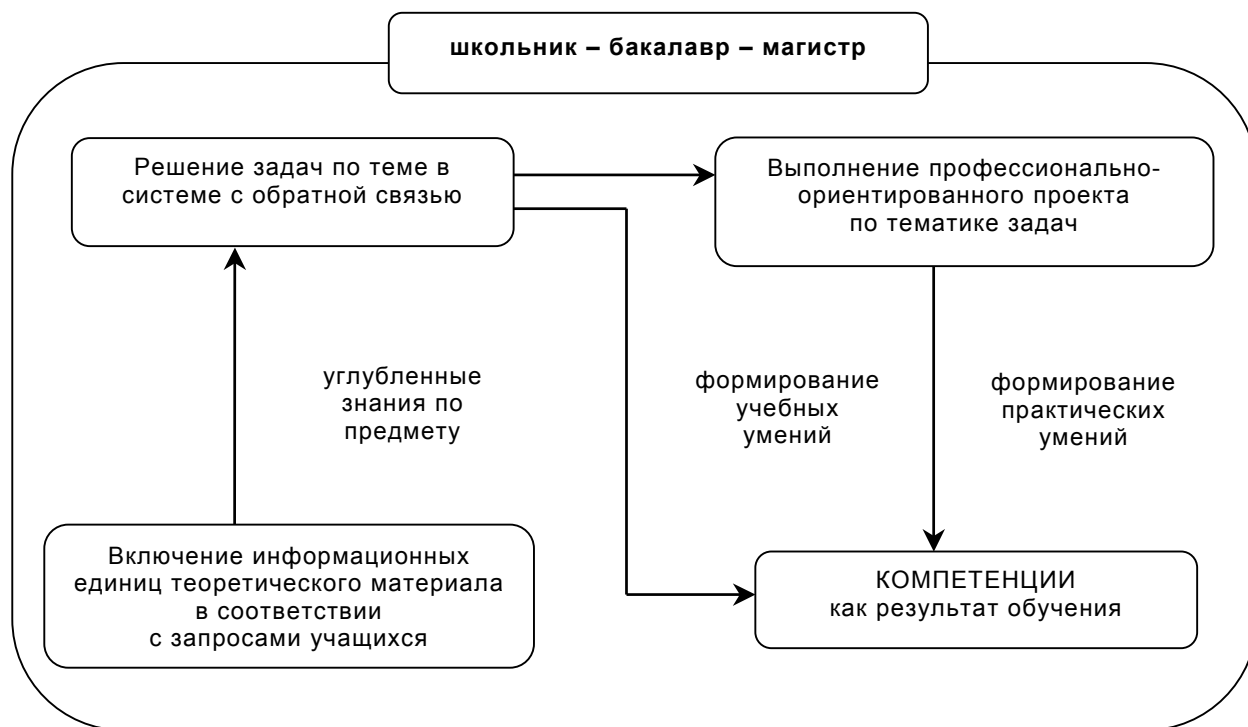 школьник – бакалавр – магистр
Решение задач по теме в
системе с обратной связью
Выполнение профессионально-
ориентированного проекта
по тематике задач
углубленные
знания по
предмету
формирование
учебных
умений
формирование
практических
умений
Включение информационных
единиц теоретического материала
в соответствии
с запросами учащихся
КОМПЕТЕНЦИИ
как результат обучения